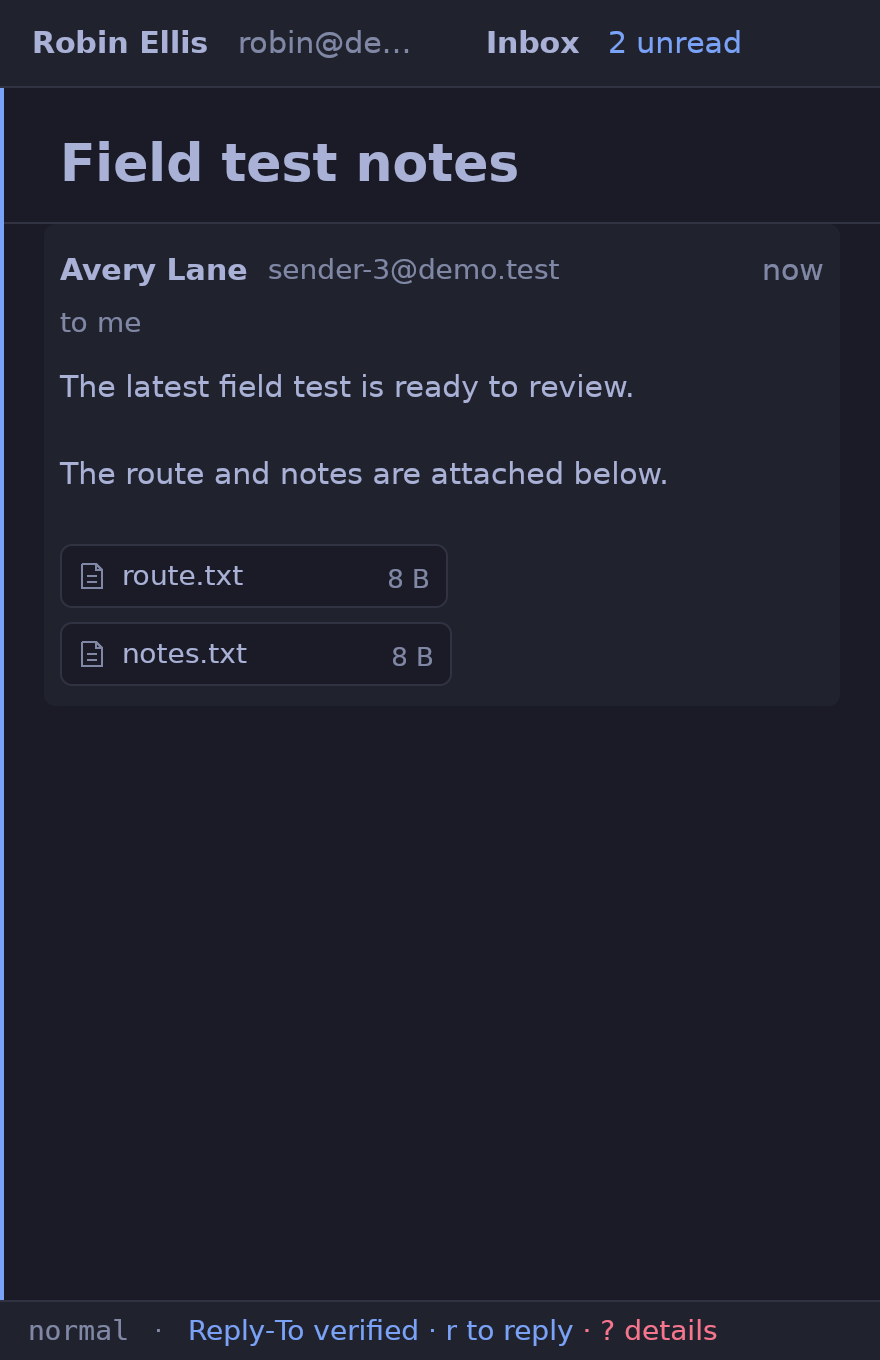 Robin Ellis robin@de... Inbox 2 unread
Field test notes
Avery Lane sender-3@demo.test now
to me
The latest field test is ready to review.
The route and notes are attached below.
route.txt 8 B
notes.txt 8 B
normal · Reply-To verified · r to reply · ? details